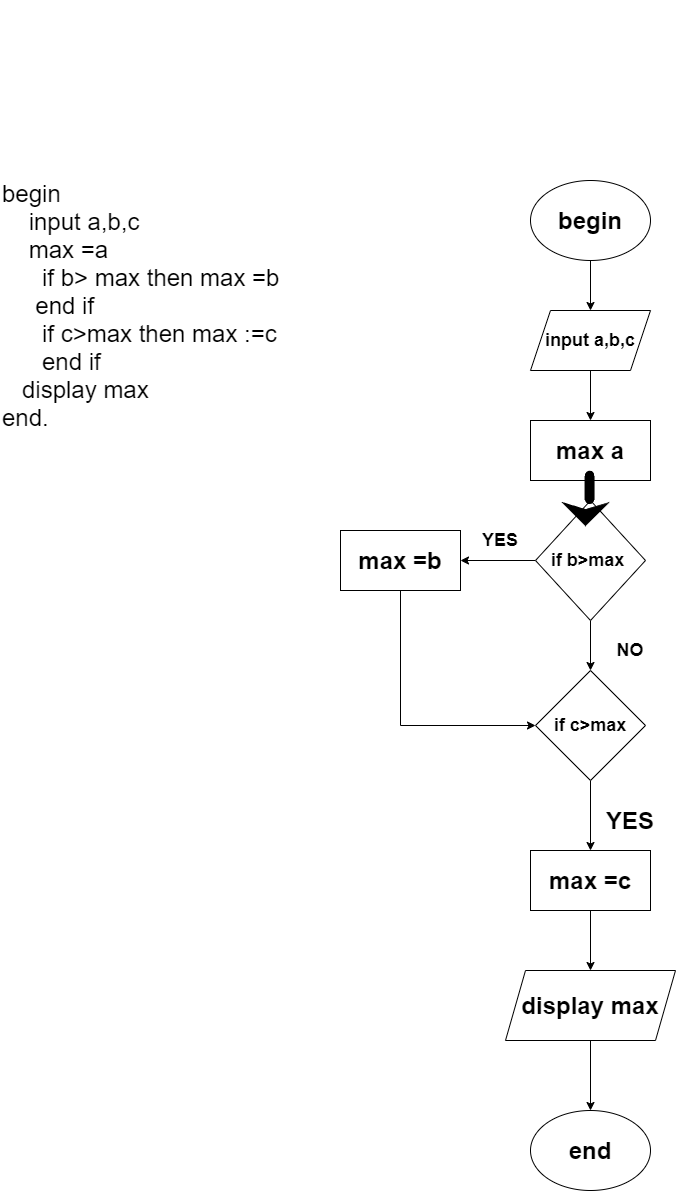 begin
input a,b,c
max =a
if b> max then max =b
end if
if c>max then max :=c
end if
display max
end.
begin
input a,b,c
max a
if b>max
YES
max =b
NO
if c>max
YES
max =c
display max
end